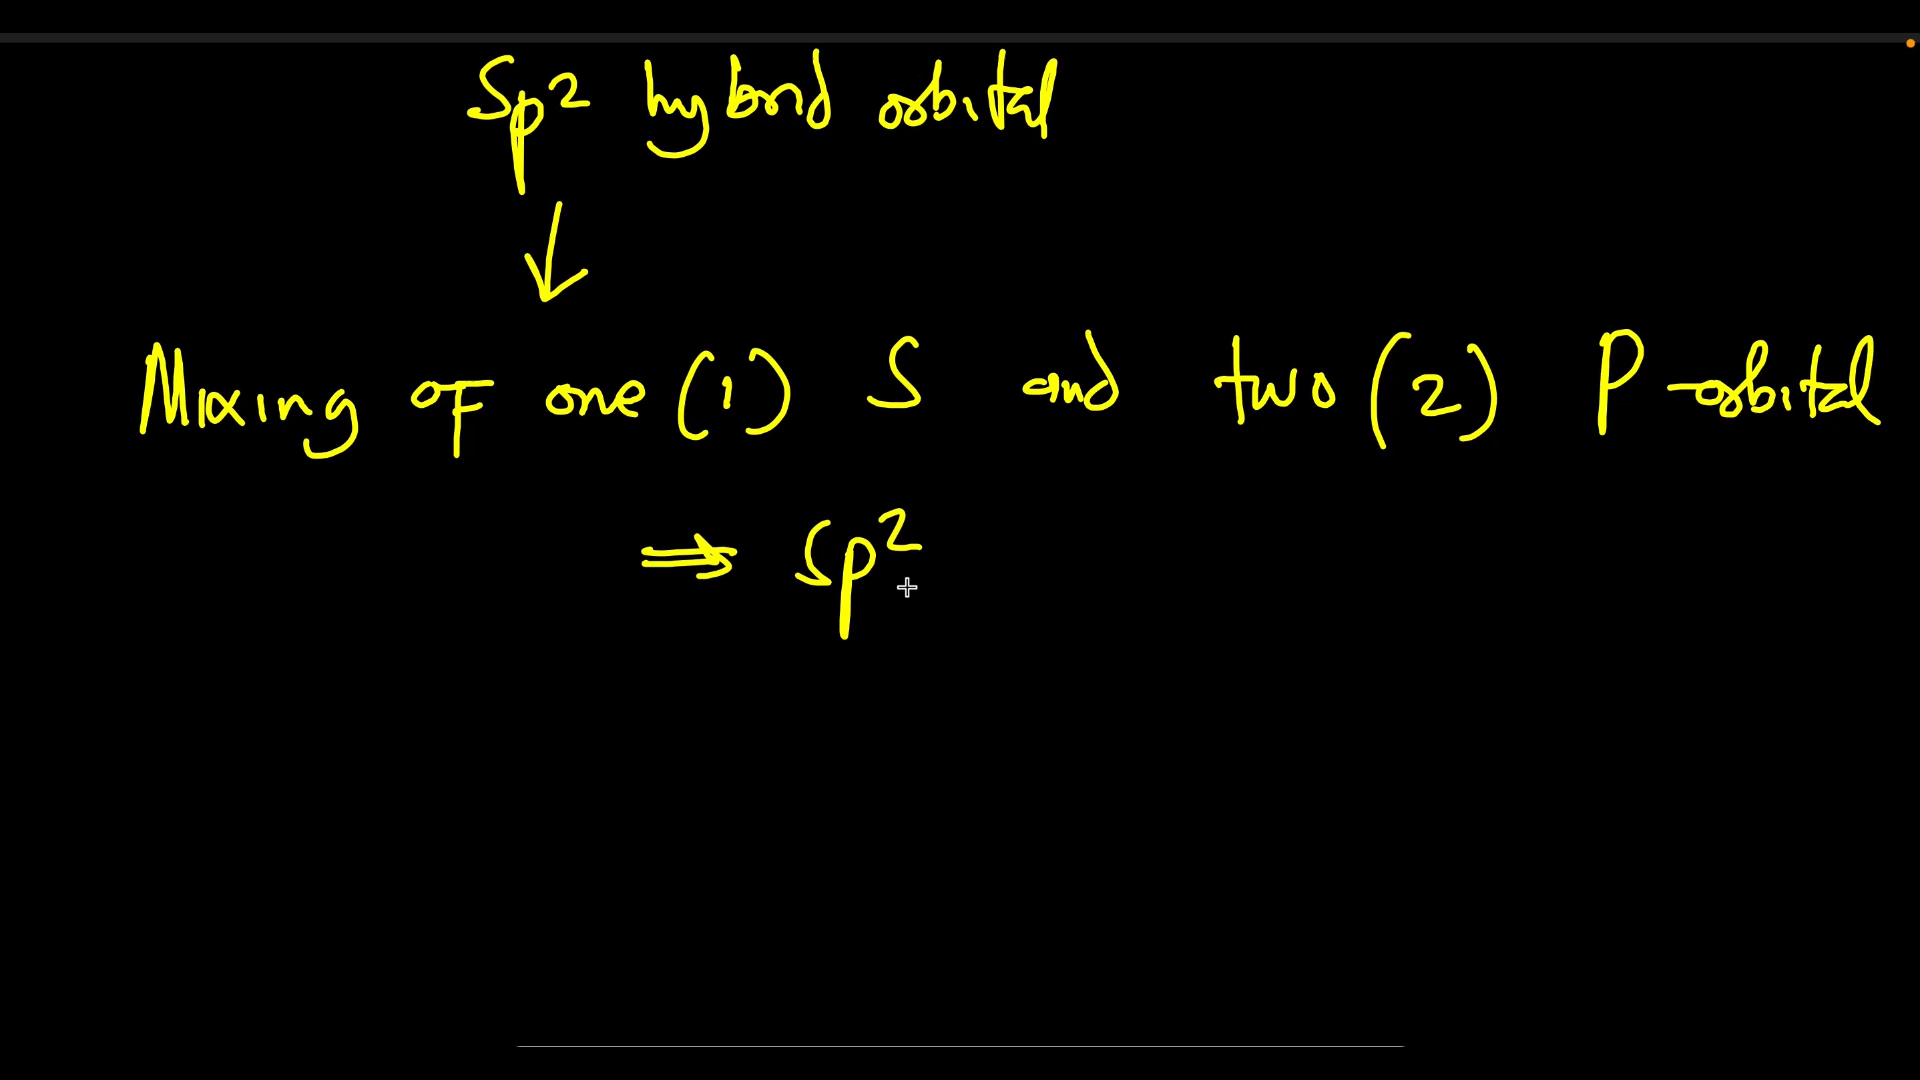 Sp2 hybrid orbital
↓
Mixing of one (1) S and two (2) P-orbital
⇒ Sp²